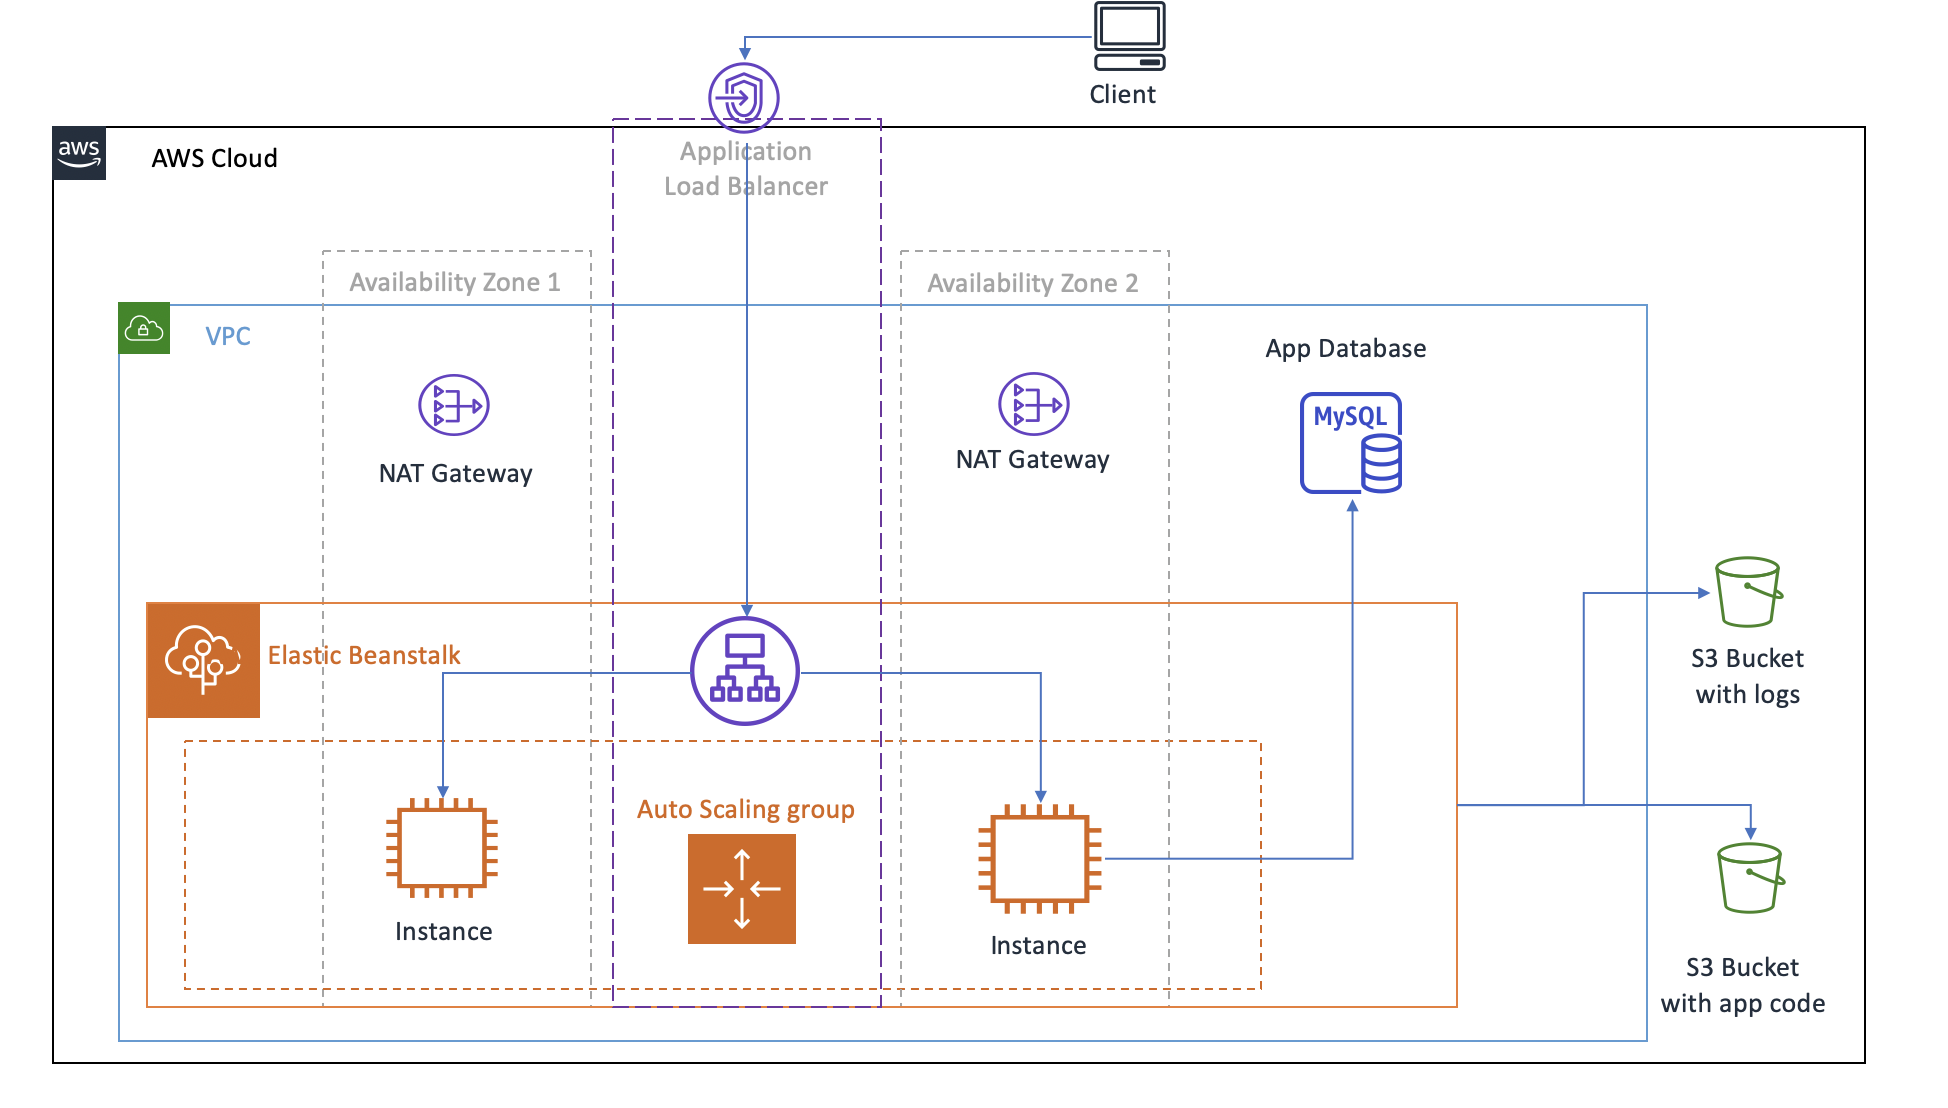 Client
aws
AWS Cloud
Application
Load Balancer
Availability Zone 1
Availability Zone 2
VPC
App Database
MySQL
NAT Gateway
NAT Gateway
Elastic Beanstalk
S3 Bucket
with logs
Auto Scaling group
Instance
Instance
S3 Bucket
with app code